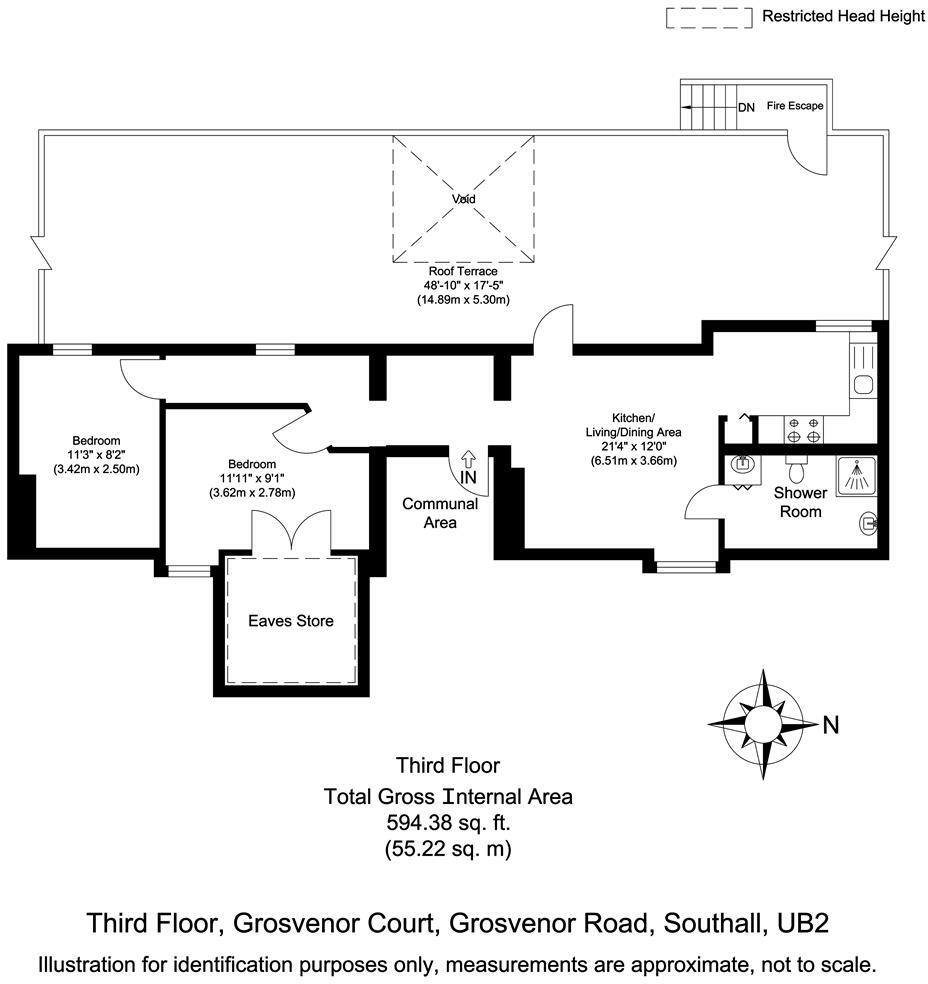 Restricted Head Height
DN
Fire Escape
Void
Roof Terrace
48'-10" x 17'-5"
(14.89m x 5.30m)
Bedroom
11'3" x 8'2"
(3.42m x 2.50m)
Bedroom
11'11" x 9'1"
(3.62m x 2.78m)
IN
Communal
Area
Kitchen/
Living/Dining Area
21'4" x 12'0"
(6.51m x 3.66m)
Shower
Room
Eaves Store
N
Third Floor
Total Gross Internal Area
594.38 sq. ft.
(55.22 sq. m)
Third Floor, Grosvenor Court, Grosvenor Road, Southall, UB2
Illustration for identification purposes only, measurements are approximate, not to scale.